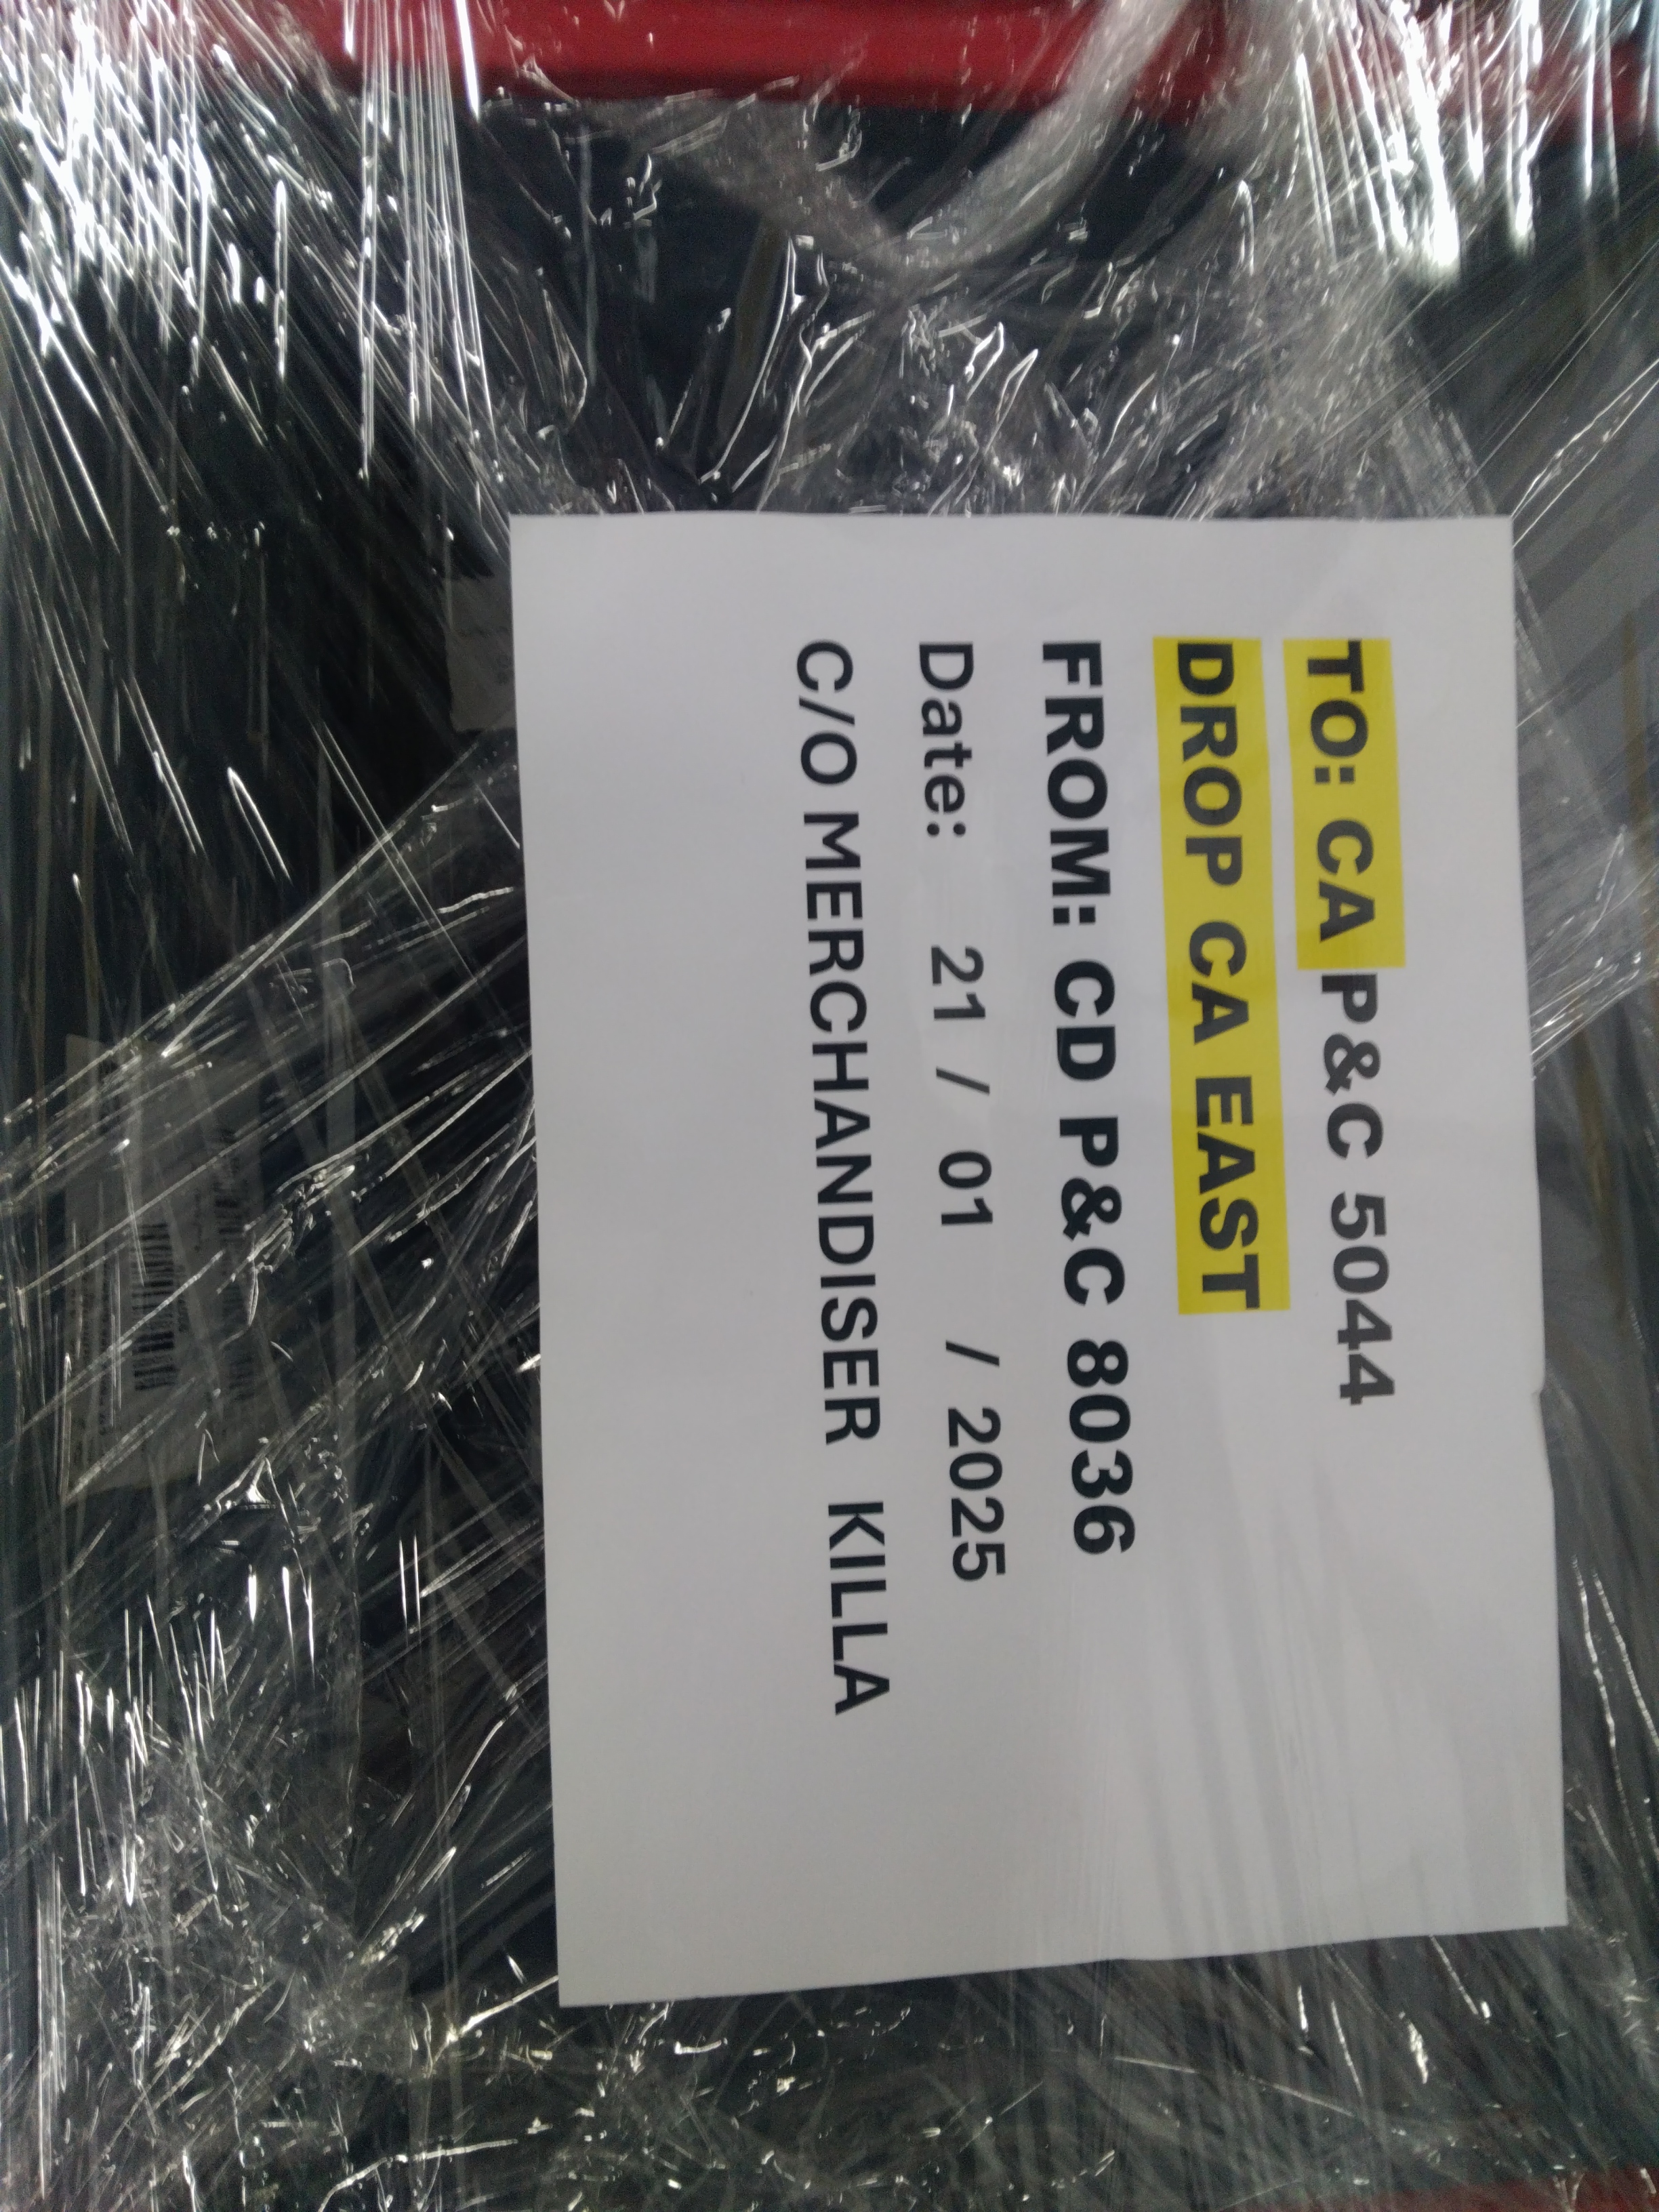 TO: CA P&C 5044
DROP CA EAST
FROM: CD P&C 8036
Date: 21 / 01 / 2025
C/O MERCHANDISER KILLA